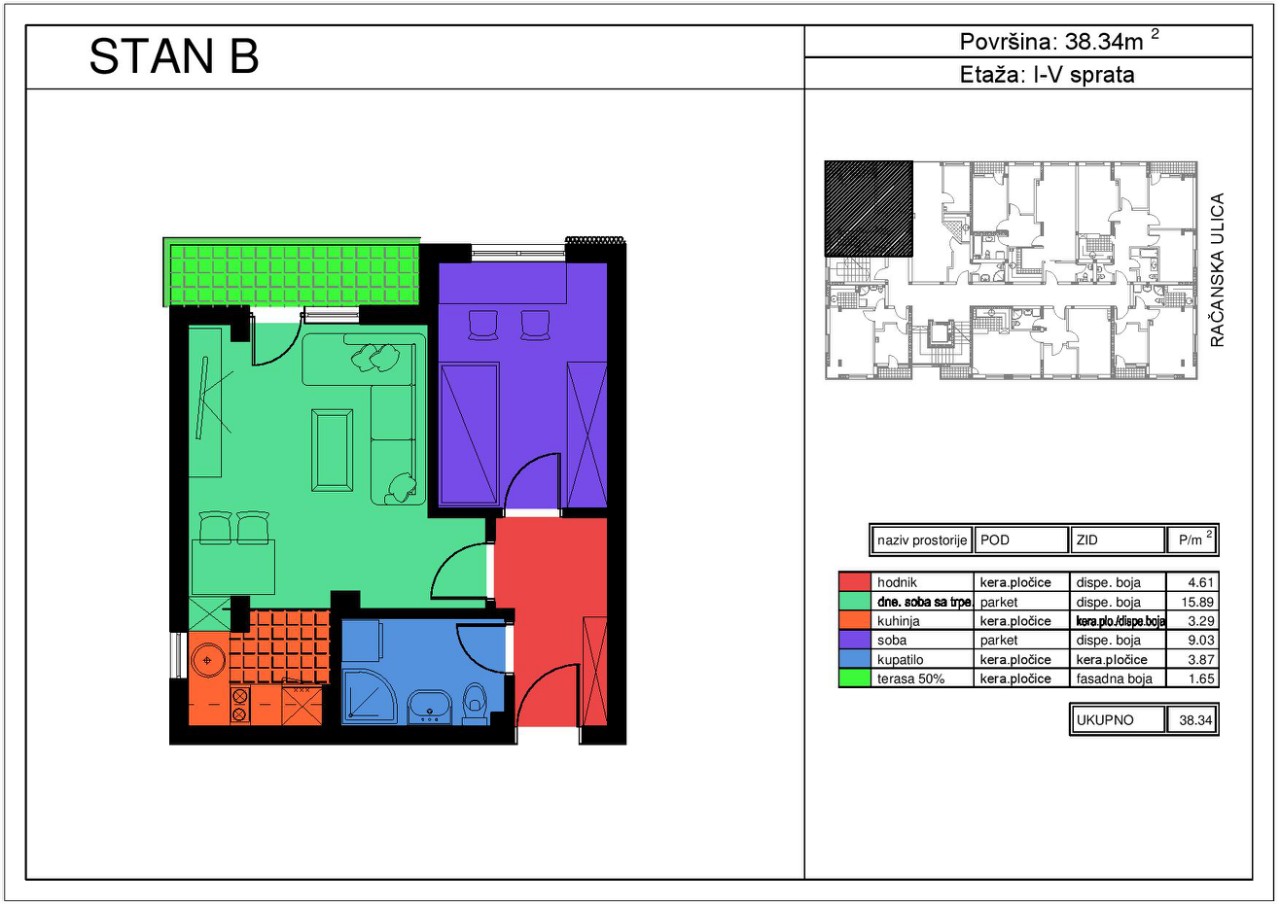 STAN B
Površina: 38.34m 2
Etaža: I-V sprata
RAČANSKA ULICA
naziv prostorije POD ZID P/m 2
hodnik kera.pločice dispe. boja 4.61
dne. soba sa trpe. parket dispe. boja 15.89
kuhinja kera.pločice kera.plo./dispe.boja 3.29
soba parket dispe. boja 9.03
kupatilo kera.pločice kera.pločice 3.87
terasa 50% kera.pločice fasadna boja 1.65
UKUPNO 38.34